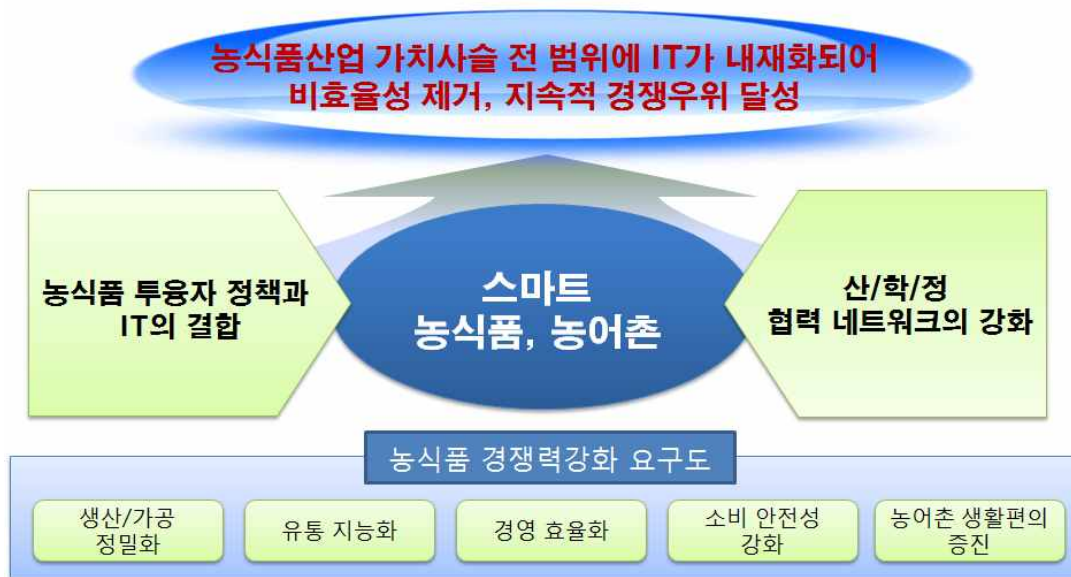 농식품산업 가치사슬 전 범위에 IT가 내재화되어
비효율성 제거, 지속적 경쟁우위 달성
농식품 투융자 정책과
IT의 결합
스마트
농식품, 농어촌
산/학/정
협력 네트워크의 강화
농식품 경쟁력강화 요구도
생산/가공
정밀화
유통 지능화
경영 효율화
소비 안전성
강화
농어촌 생활편의
증진